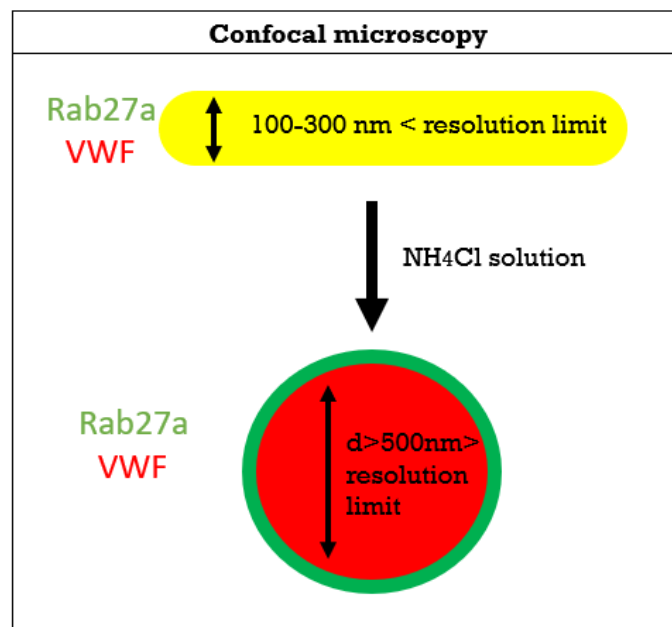 Confocal microscopy
Rab27a
VWF
100-300 nm < resolution limit
NH4Cl solution
Rab27a
VWF
d>500nm>
resolution
limit